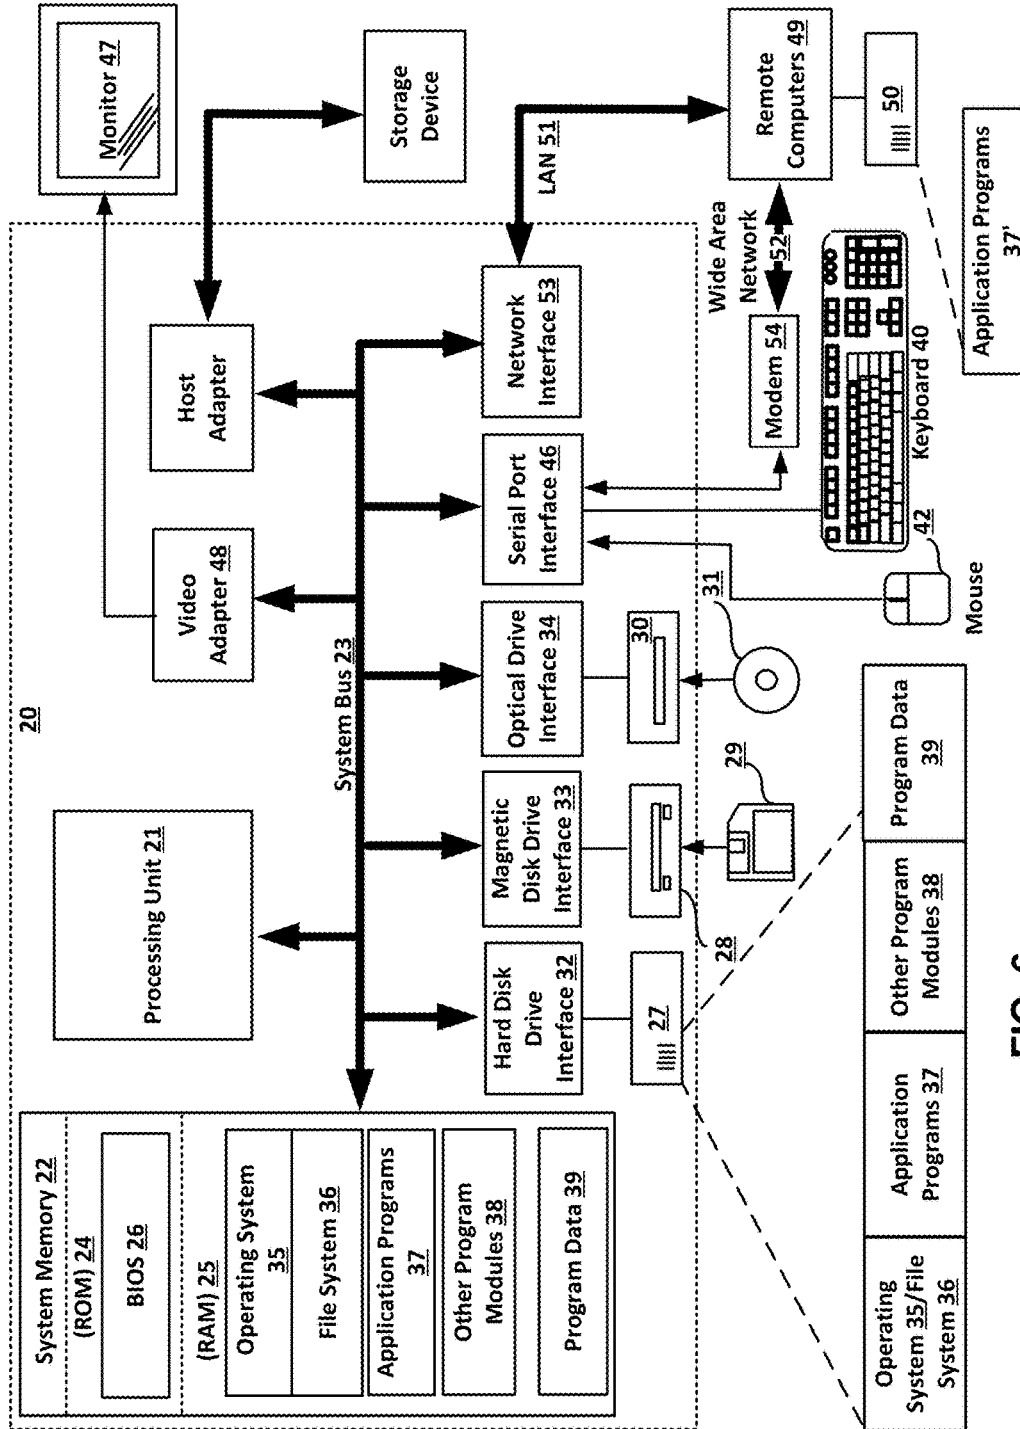 System Memory 22
(ROM) 24
BIOS 26
(RAM) 25
Operating System
35
File System 36
Application Programs
37
Other Program
Modules 38
Program Data 39
20
Processing Unit 21
Video
Adapter 48
Host
Adapter
Monitor 47
Storage
Device
System Bus 23
Hard Disk
Drive
Interface 32
Magnetic
Disk Drive
Interface 33
Optical Drive
Interface 34
Serial Port
Interface 46
Network
Interface 53
LAN 51
27
28
30
29
31
Wide Area
Network
52
Modem 54
Remote
Computers 49
50
Mouse
42
Keyboard 40
Application Programs
37'
Operating
System 35/File
System 36
Application
Programs 37
Other Program
Modules 38
Program Data
39